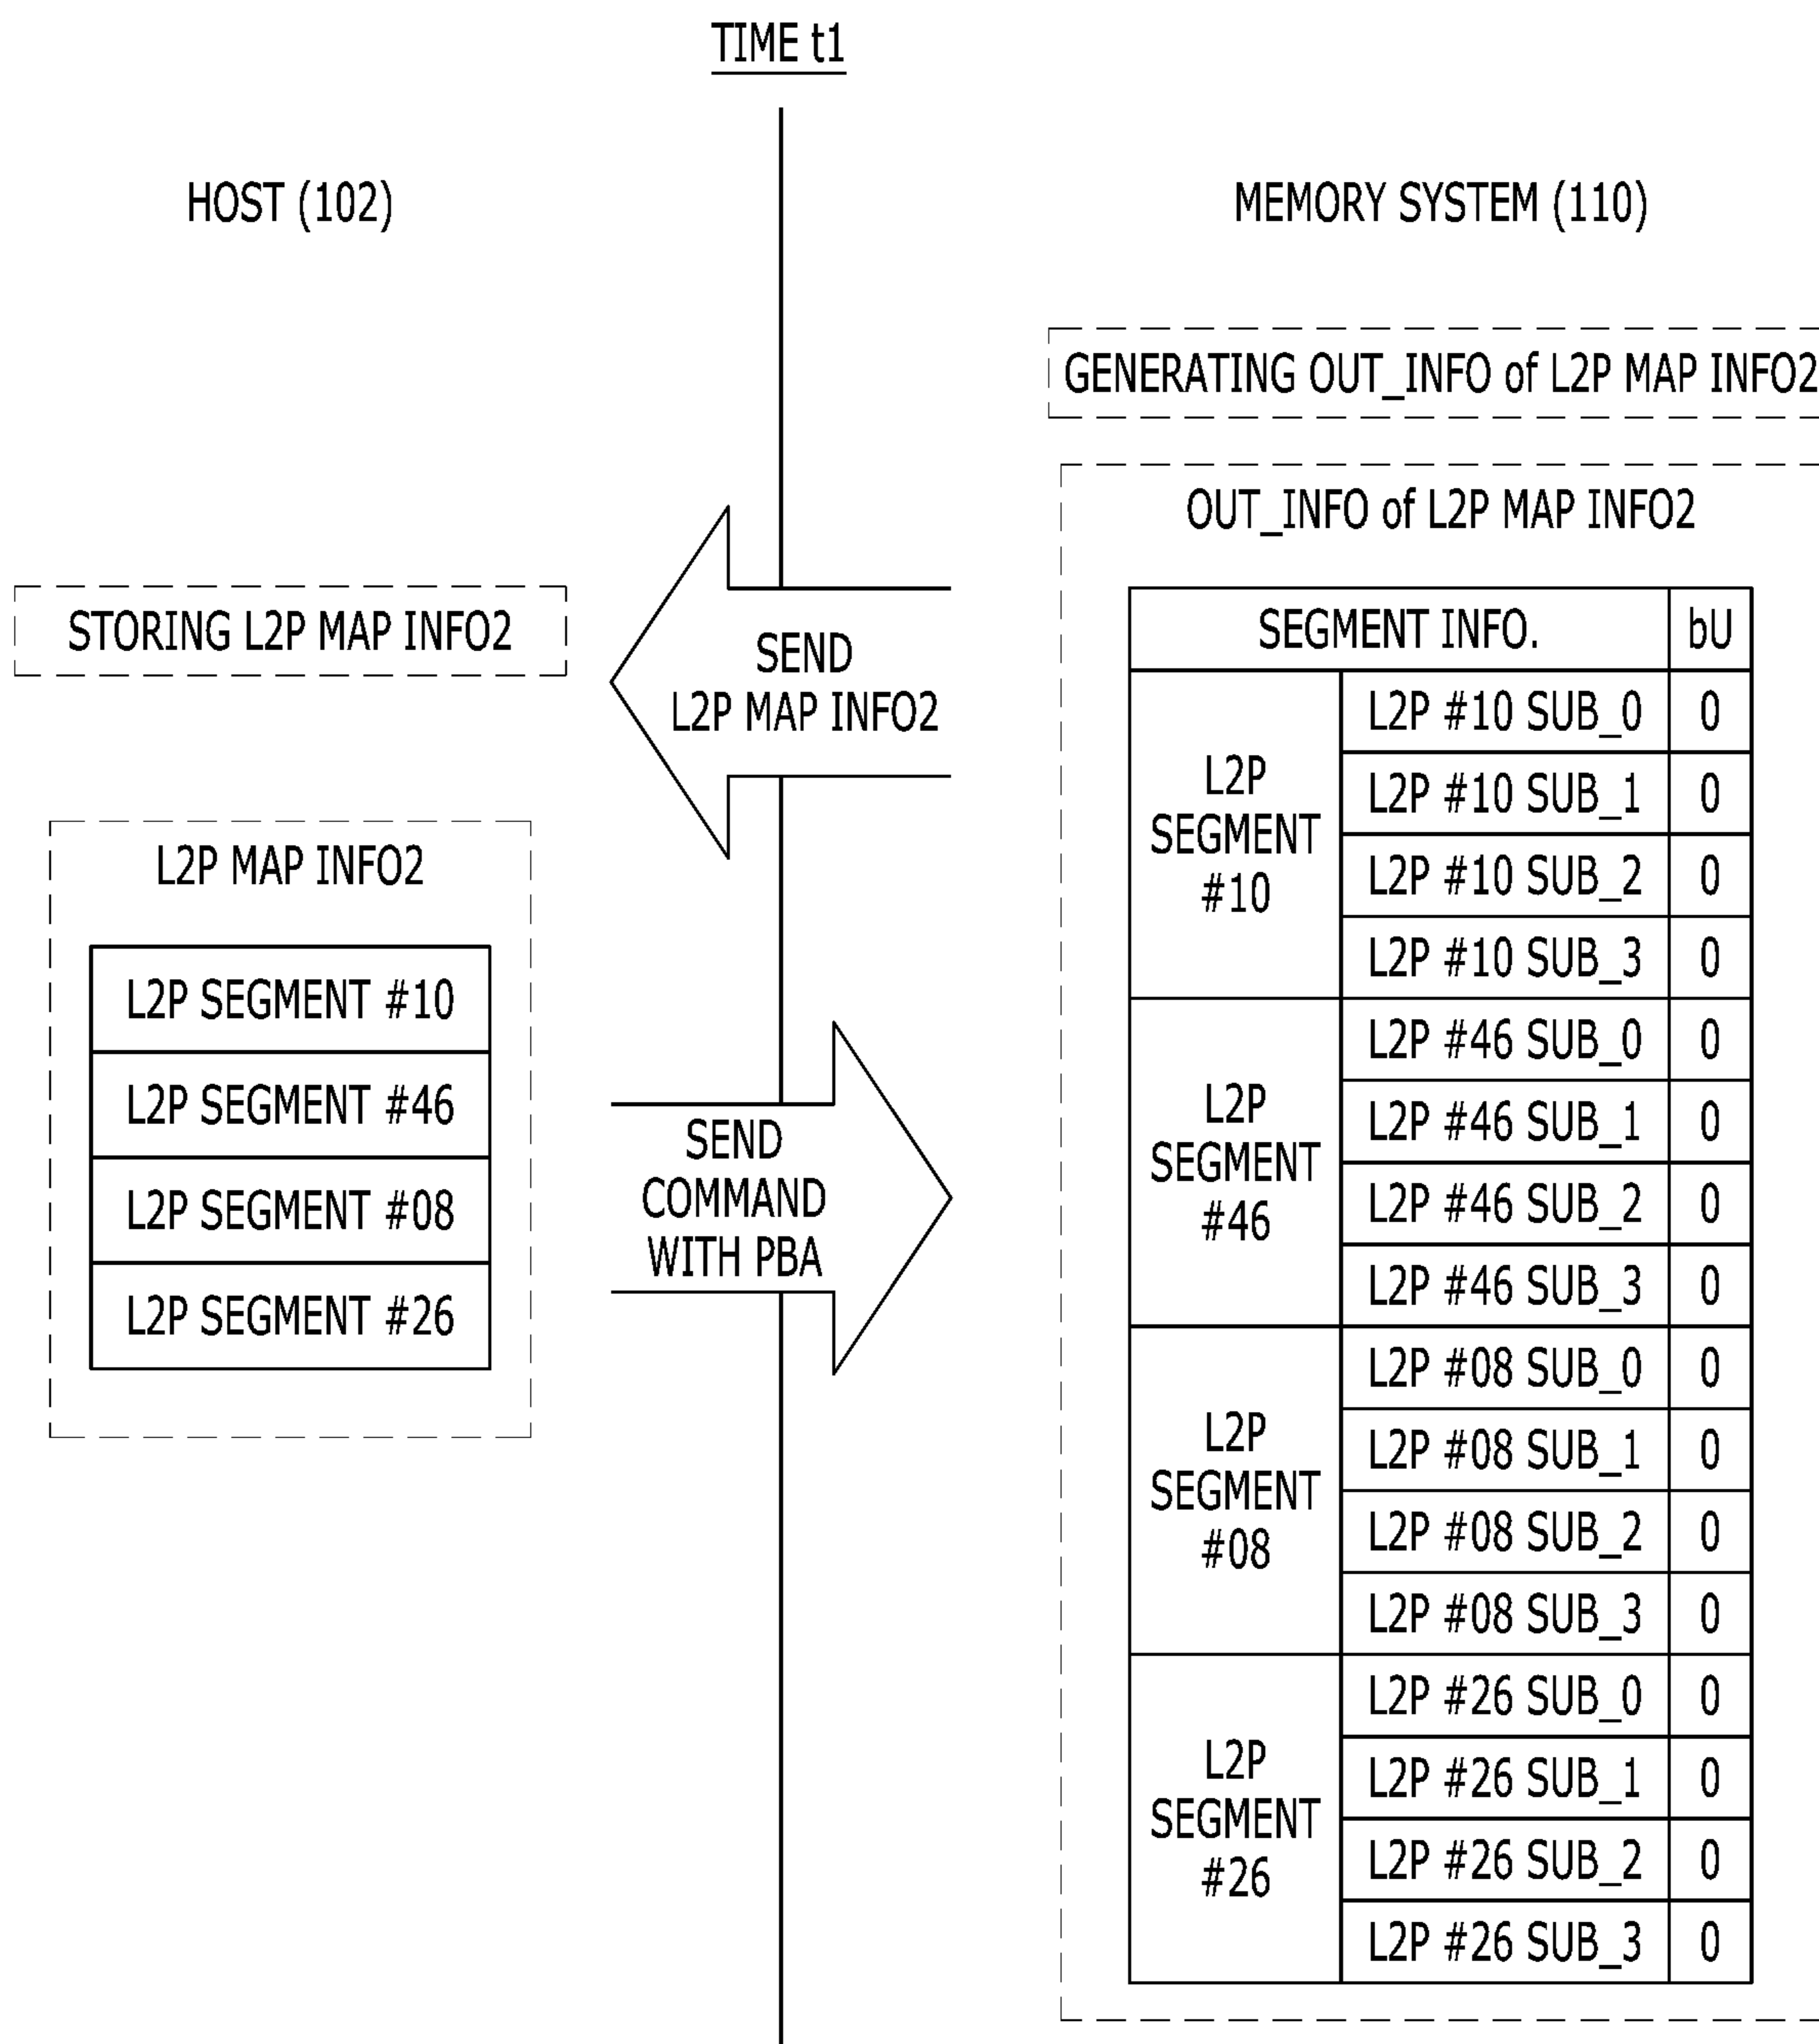 TIME t1
HOST (102)
MEMORY SYSTEM (110)
GENERATING OUT_INFO of L2P MAP INFO2
OUT_INFO of L2P MAP INFO2
STORING L2P MAP INFO2
SEND
L2P MAP INFO2
L2P MAP INFO2
L2P SEGMENT #10
L2P SEGMENT #46
L2P SEGMENT #08
L2P SEGMENT #26
SEND
COMMAND
WITH PBA
SEGMENT INFO. bU
L2P
SEGMENT
#10
L2P #10 SUB_0 0
L2P #10 SUB_1 0
L2P #10 SUB_2 0
L2P #10 SUB_3 0
L2P
SEGMENT
#46
L2P #46 SUB_0 0
L2P #46 SUB_1 0
L2P #46 SUB_2 0
L2P #46 SUB_3 0
L2P
SEGMENT
#08
L2P #08 SUB_0 0
L2P #08 SUB_1 0
L2P #08 SUB_2 0
L2P #08 SUB_3 0
L2P
SEGMENT
#26
L2P #26 SUB_0 0
L2P #26 SUB_1 0
L2P #26 SUB_2 0
L2P #26 SUB_3 0